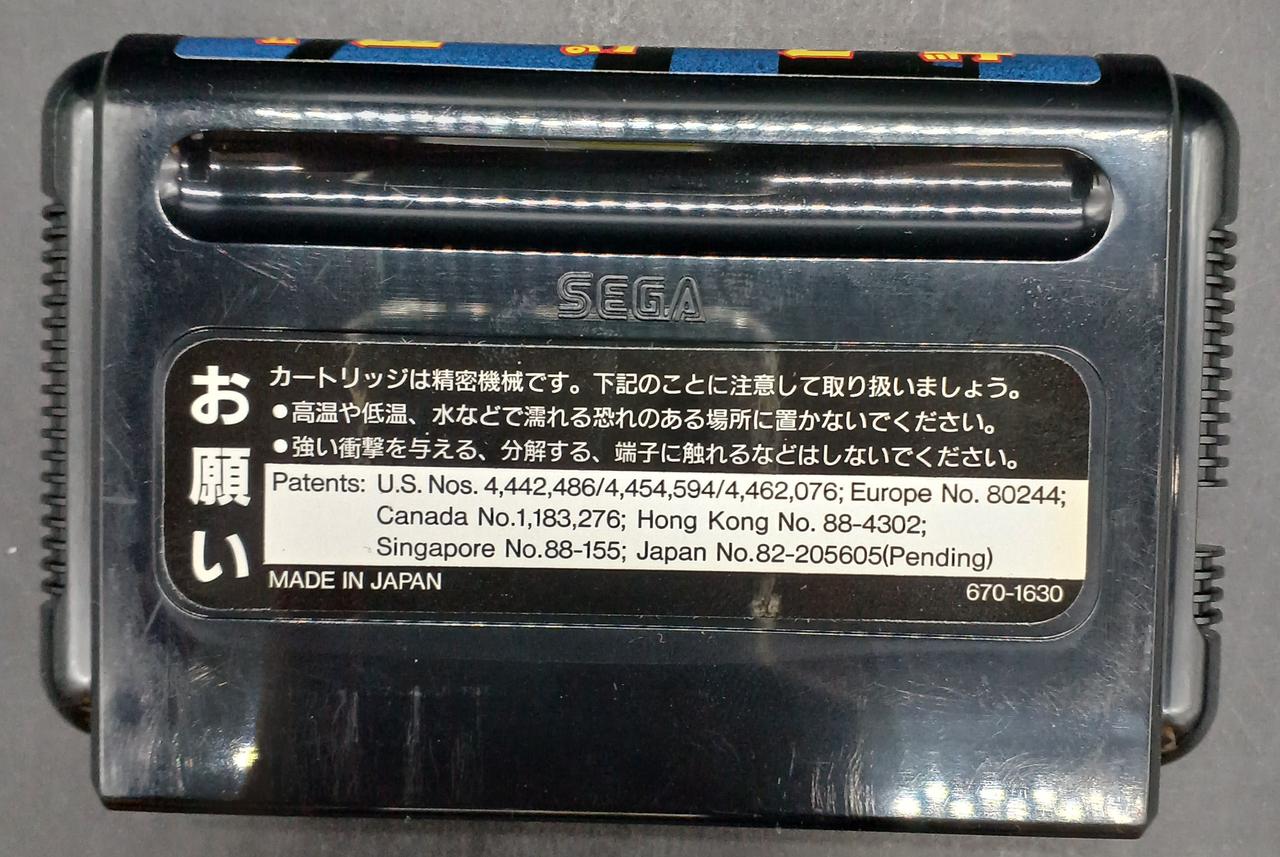 SEGA
お願い
カートリッジは精密機械です。下記のことに注意して取り扱いましょう。
●高温や低温、水などで濡れる恐れのある場所に置かないでください。
●強い衝撃を与える、分解する、端子に触れるなどはしないでください。
Patents: U.S. Nos. 4,442,486/4,454,594/4,462,076; Europe No. 80244;
Canada No.1,183,276; Hong Kong No. 88-4302;
Singapore No.88-155; Japan No.82-205605(Pending)
MADE IN JAPAN
670-1630